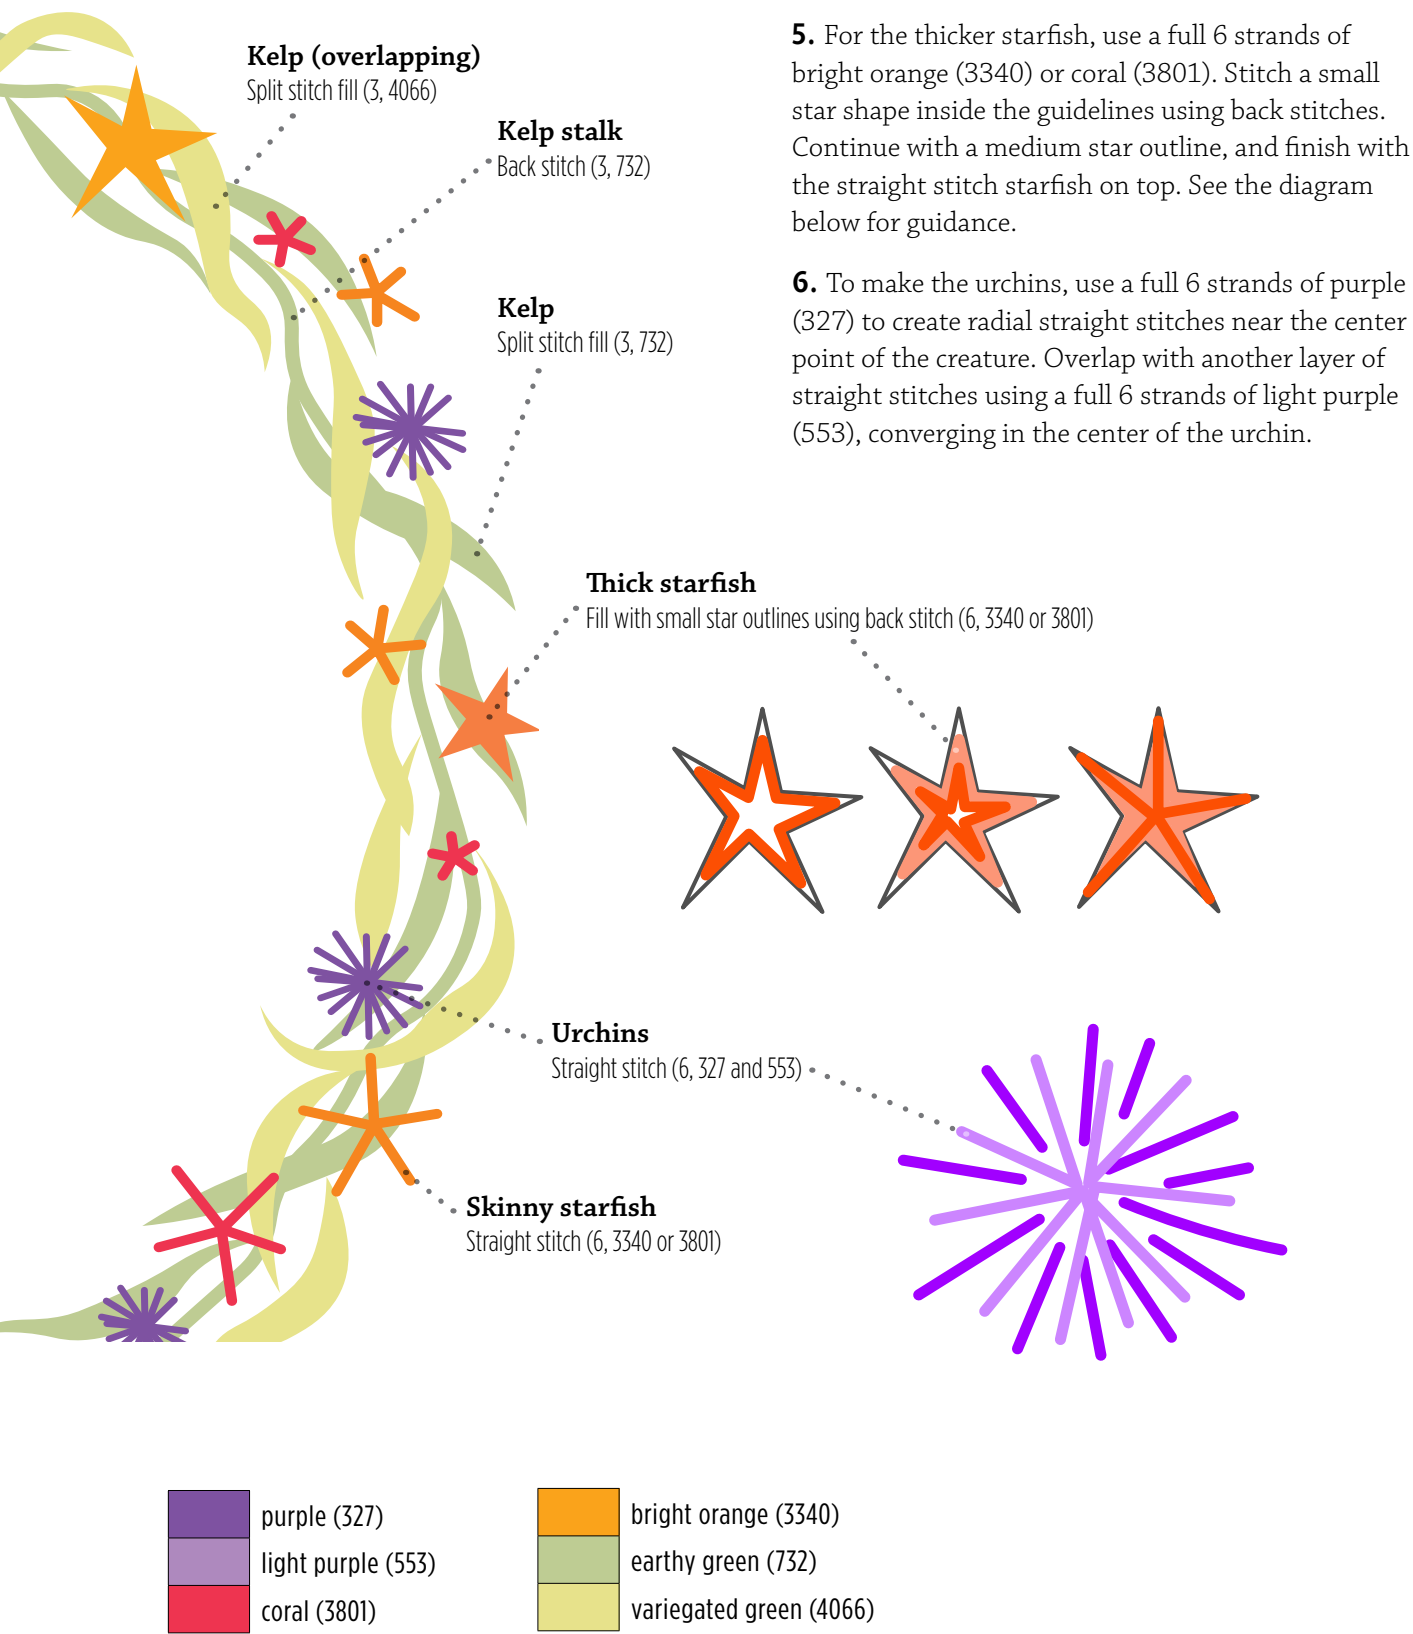 Kelp (overlapping)
Split stitch fill (3, 4066)
Kelp stalk
Back stitch (3, 732)
Kelp
Split stitch fill (3, 732)
5. For the thicker starfish, use a full 6 strands of
bright orange (3340) or coral (3801). Stitch a small
star shape inside the guidelines using back stitches.
Continue with a medium star outline, and finish with
the straight stitch starfish on top. See the diagram
below for guidance.
6. To make the urchins, use a full 6 strands of purple
(327) to create radial straight stitches near the center
point of the creature. Overlap with another layer of
straight stitches using a full 6 strands of light purple
(553), converging in the center of the urchin.
Thick starfish
Fill with small star outlines using back stitch (6, 3340 or 3801)
Urchins
Straight stitch (6, 327 and 553)
Skinny starfish
Straight stitch (6, 3340 or 3801)
purple (327)
light purple (553)
coral (3801)
bright orange (3340)
earthy green (732)
variegated green (4066)